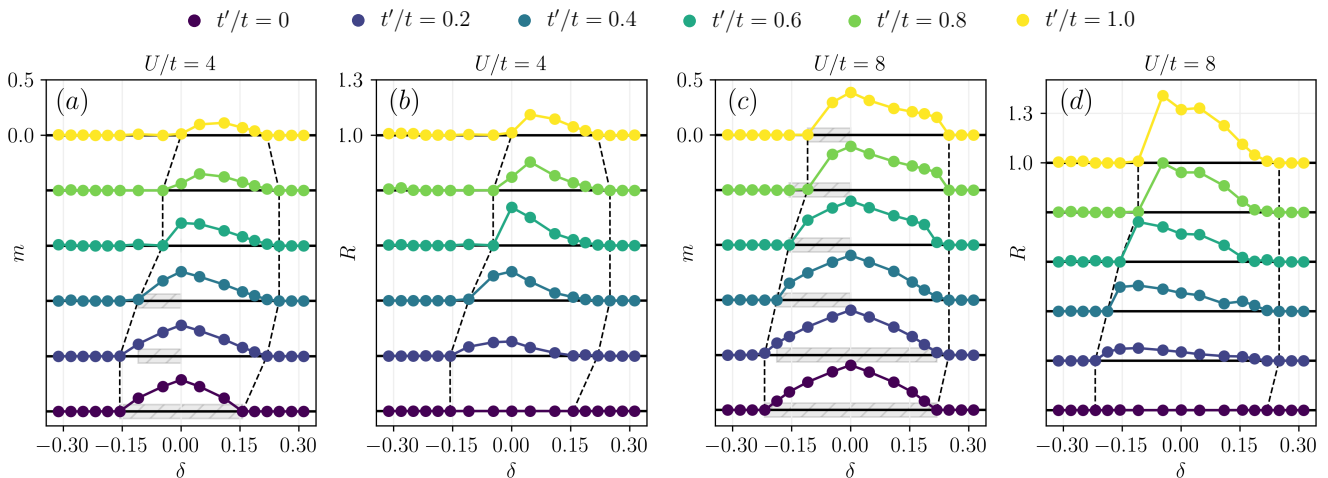 t′/t = 0 t′/t = 0.2 t′/t = 0.4 t′/t = 0.6 t′/t = 0.8 t′/t = 1.0
U/t = 4
0.5
(a)
0.0
m
−0.30 −0.15 0.00 0.15 0.30
δ
U/t = 4
1.3
(b)
1.0
R
−0.30 −0.15 0.00 0.15 0.30
δ
U/t = 8
0.5
(c)
0.0
m
−0.30 −0.15 0.00 0.15 0.30
δ
U/t = 8
(d)
1.3
1.0
R
−0.30 −0.15 0.00 0.15 0.30
δ